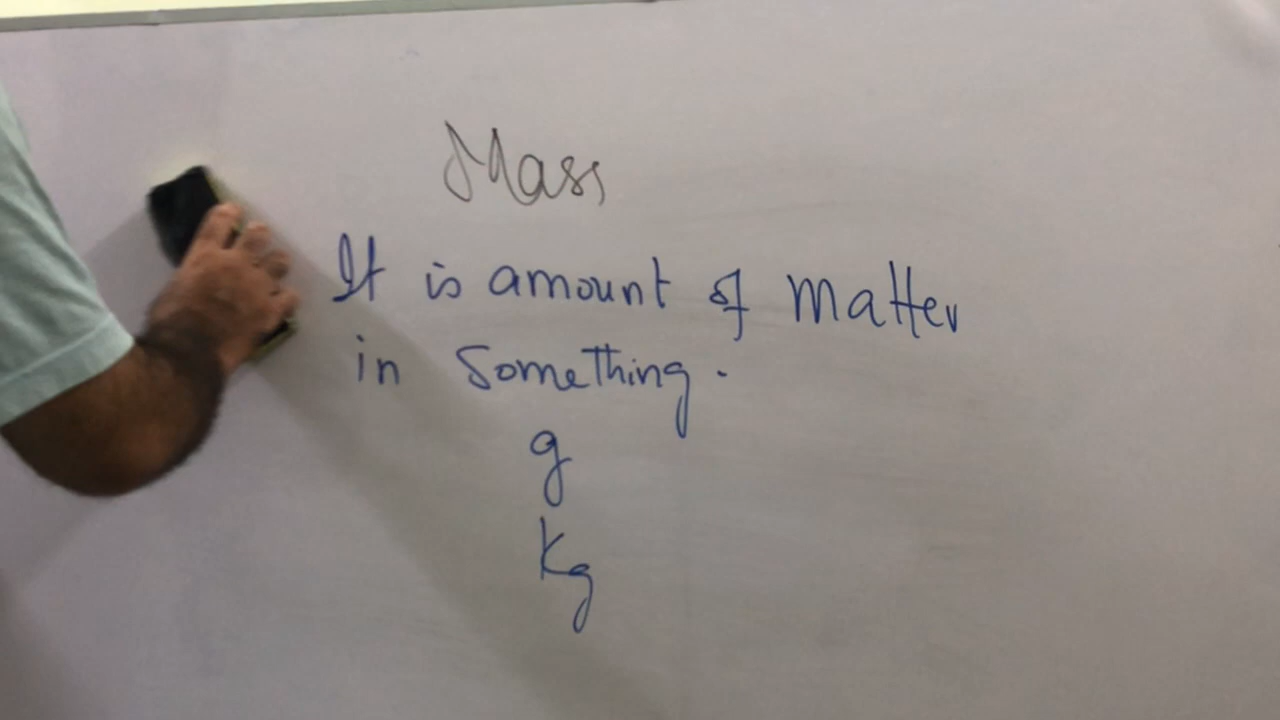 Mass
It is amount of matter
in something.
g
kg